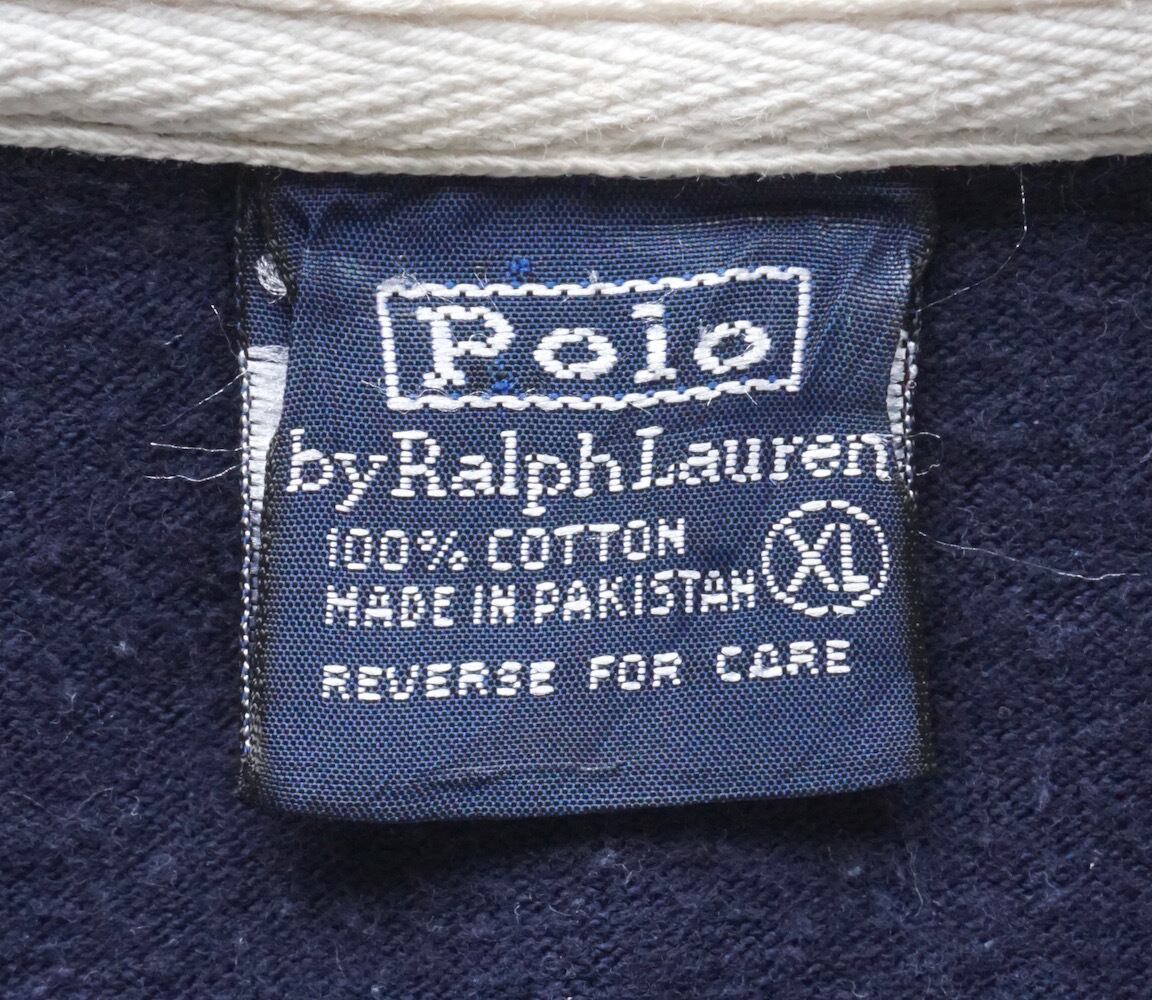 Polo
by Ralph Lauren
100% COTTON
MADE IN PAKISTAN
XL
REVERSE FOR CARE